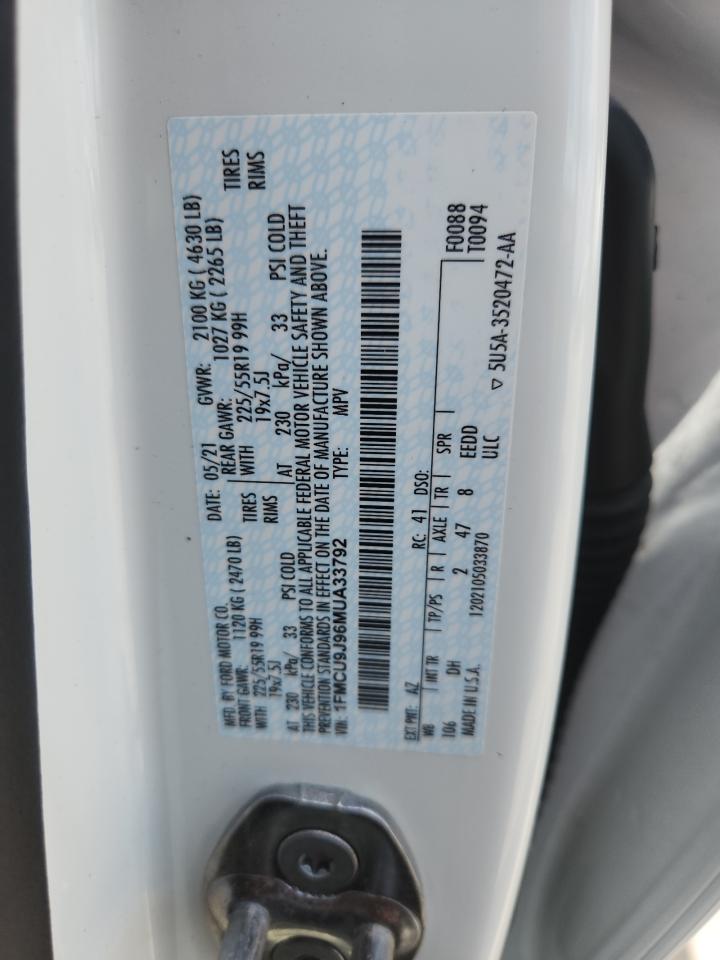 MFD. BY FORD MOTOR CO. DATE: 05/21 GVWR: 2100 KG ( 4630 LB)
FRONT GAWR: 1120 KG ( 2470 LB) REAR GAWR: 1027 KG ( 2265 LB)
WITH 225/55R19 99H TIRES WITH 225/55R19 99H TIRES
19x7.5J RIMS 19x7.5J RIMS
AT 230 kPa/ 33 PSI COLD AT 230 kPa/ 33 PSI COLD
THIS VEHICLE CONFORMS TO ALL APPLICABLE FEDERAL MOTOR VEHICLE SAFETY AND THEFT
PREVENTION STANDARDS IN EFFECT ON THE DATE OF MANUFACTURE SHOWN ABOVE.
VIN: 1FMCU9J96MUA33792 TYPE: MPV
EXT PNT: AZ RC: 41 DSO:
WB INT TR TP/PS R AXLE TR SPR F0088
106 DH 2 47 8 EEDD T0094
MADE IN U.S.A. 1202105033870 ULC ▽ 5U5A-3520472-AA